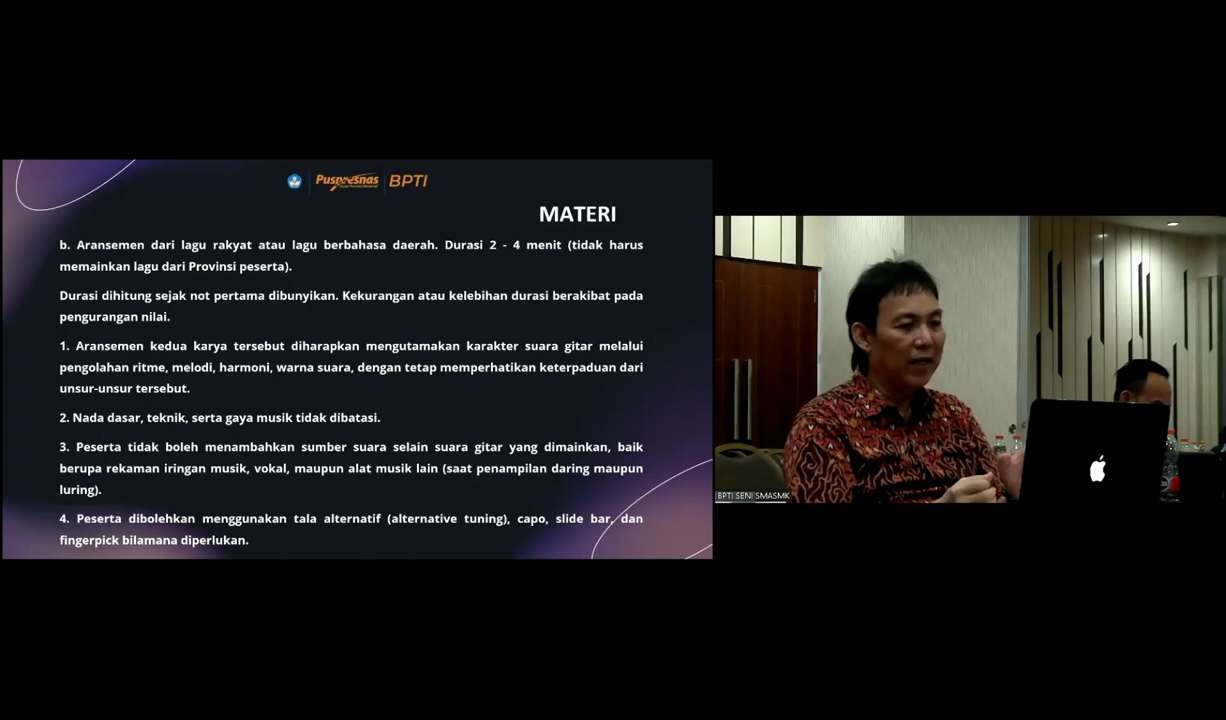 Puspresnas BPTI
MATERI
b. Aransemen dari lagu rakyat atau lagu berbahasa daerah. Durasi 2 - 4 menit (tidak harus
memainkan lagu dari Provinsi peserta).
Durasi dihitung sejak not pertama dibunyikan. Kekurangan atau kelebihan durasi berakibat pada
pengurangan nilai.
1. Aransemen kedua karya tersebut diharapkan mengutamakan karakter suara gitar melalui
pengolahan ritme, melodi, harmoni, warna suara, dengan tetap memperhatikan keterpaduan dari
unsur-unsur tersebut.
2. Nada dasar, teknik, serta gaya musik tidak dibatasi.
3. Peserta tidak boleh menambahkan sumber suara selain suara gitar yang dimainkan, baik
berupa rekaman iringan musik, vokal, maupun alat musik lain (saat penampilan daring maupun
luring).
4. Peserta dibolehkan menggunakan tala alternatif (alternative tuning), capo, slide bar, dan
fingerpick bilamana diperlukan.
BPTI SENI SMASMK